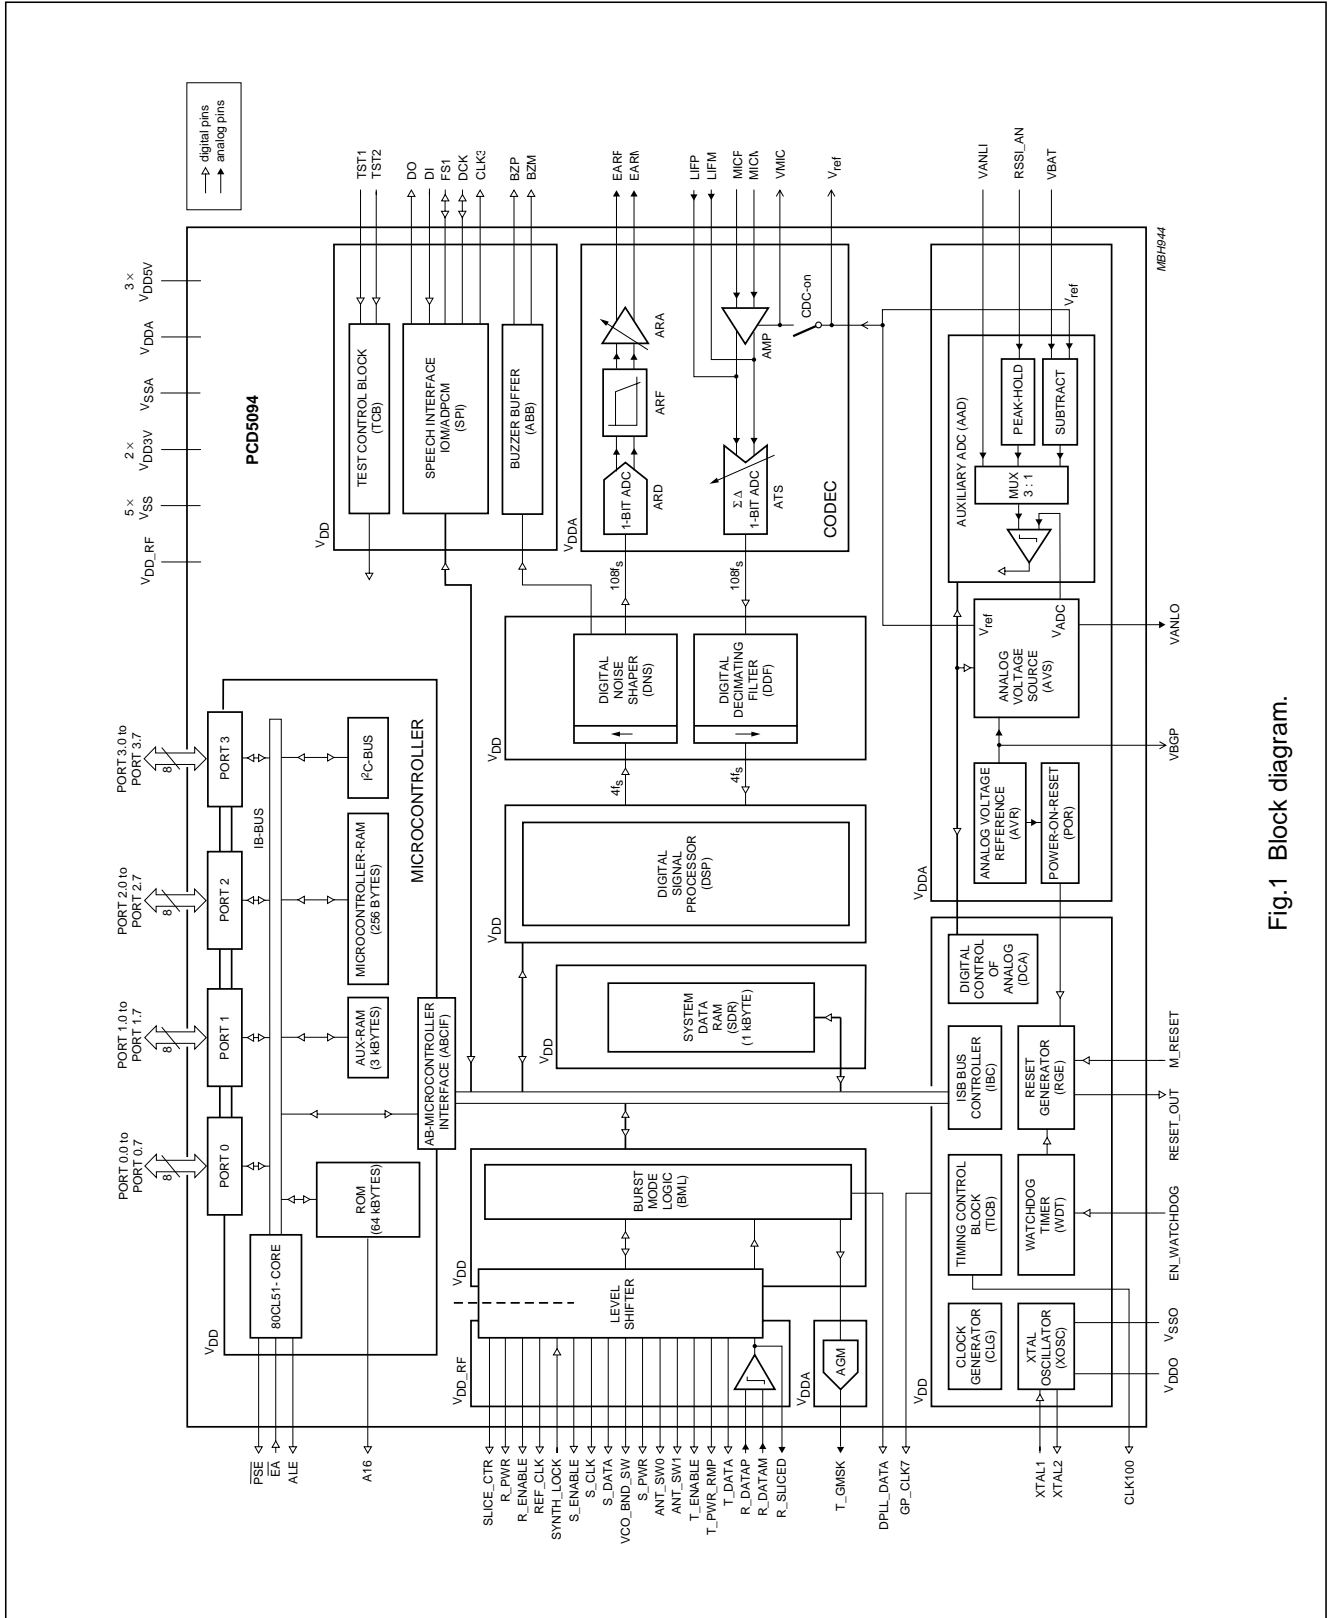 digital pins
analog pins
3 ×
VDD5V
VDDA
VSSA
2 ×
VDD3V
5 ×
VSS
VDD_RF
PCD5094
TST1
TST2
DO
DI
FS1
DCK
CLK3
BZP
BZM
TEST CONTROL BLOCK
(TCB)
SPEECH INTERFACE
IOM/ADPCM
(SPI)
BUZZER BUFFER
(ABB)
VDD
EARP
EARM
LIFP
LIFM
MICP
MICM
VMIC
Vref
ARA
ARF
1-BIT ADC
ARD
AMP
CDC-on
Σ Δ
1-BIT ADC
ATS
CODEC
VDDA
108fs
108fs
VANLI
RSSI_AN
VBAT
Vref
AUXILIARY ADC (AAD)
PEAK-HOLD
SUBTRACT
MUX
3 : 1
Vref
VADC
ANALOG
VOLTAGE
SOURCE
(AVS)
VANLO
VBGP
ANALOG VOLTAGE
REFERENCE
(AVR)
POWER-ON-RESET
(POR)
VDDA
MBH944
DIGITAL
NOISE
SHAPER
(DNS)
DIGITAL
DECIMATING
FILTER
(DDF)
VDD
4fs
4fs
DIGITAL
SIGNAL
PROCESSOR
(DSP)
VDD
SYSTEM
DATA
RAM
(SDR)
(1 kBYTE)
VDD
PORT 3.0 to
PORT 3.7
8
PORT 3
PORT 2.0 to
PORT 2.7
8
PORT 2
PORT 1.0 to
PORT 1.7
8
PORT 1
PORT 0.0 to
PORT 0.7
8
PORT 0
IB-BUS
I²C-BUS
MICROCONTROLLER-RAM
(256 BYTES)
AUX-RAM
(3 kBYTES)
MICROCONTROLLER
AB-MICROCONTROLLER
INTERFACE (ABCIF)
ROM
(64 kBYTES)
80CL51- CORE
VDD
PSE
EA
ALE
A16
BURST
MODE
LOGIC
(BML)
VDD
LEVEL
SHIFTER
VDD_RF
AGM
VDDA
SLICE_CTR
R_PWR
R_ENABLE
REF_CLK
SYNTH_LOCK
S_ENABLE
S_CLK
S_DATA
VCO_BND_SW
S_PWR
ANT_SW0
ANT_SW1
T_ENABLE
T_PWR_RMP
T_DATA
R_DATAP
R_DATAM
R_SLICED
T_GMSK
DPLL_DATA
GP_CLK7
XTAL1
XTAL2
CLK100
DIGITAL
CONTROL
OF
ANALOG
(DCA)
ISB BUS
CONTROLLER
(IBC)
RESET
GENERATOR
(RGE)
TIMING CONTROL
BLOCK
(TICB)
WATCHDOG
TIMER
(WDT)
CLOCK
GENERATOR
(CLG)
XTAL
OSCILLATOR
(XOSC)
VDD
M_RESET
RESET_OUT
EN_WATCHDOG
VSSO
VDDO
Fig.1 Block diagram.